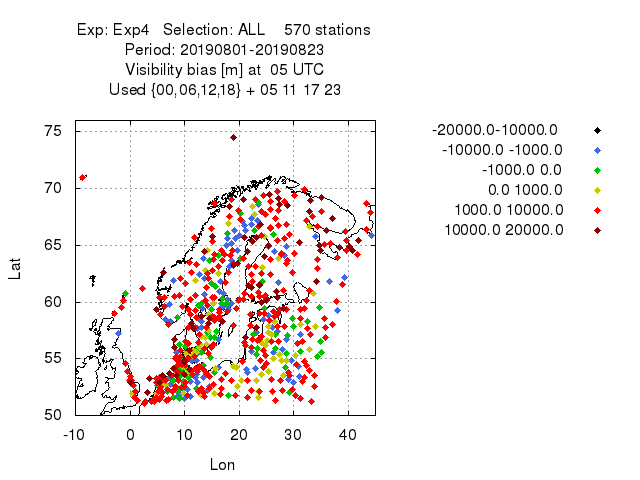 Exp: Exp4 Selection: ALL 570 stations
Period: 20190801-20190823
Visibility bias [m] at 05 UTC
Used {00,06,12,18} + 05 11 17 23
-20000.0-10000.0
-10000.0 -1000.0
-1000.0 0.0
0.0 1000.0
1000.0 10000.0
10000.0 20000.0
75
70
65
60
55
50
Lat
-10 0 10 20 30 40
Lon